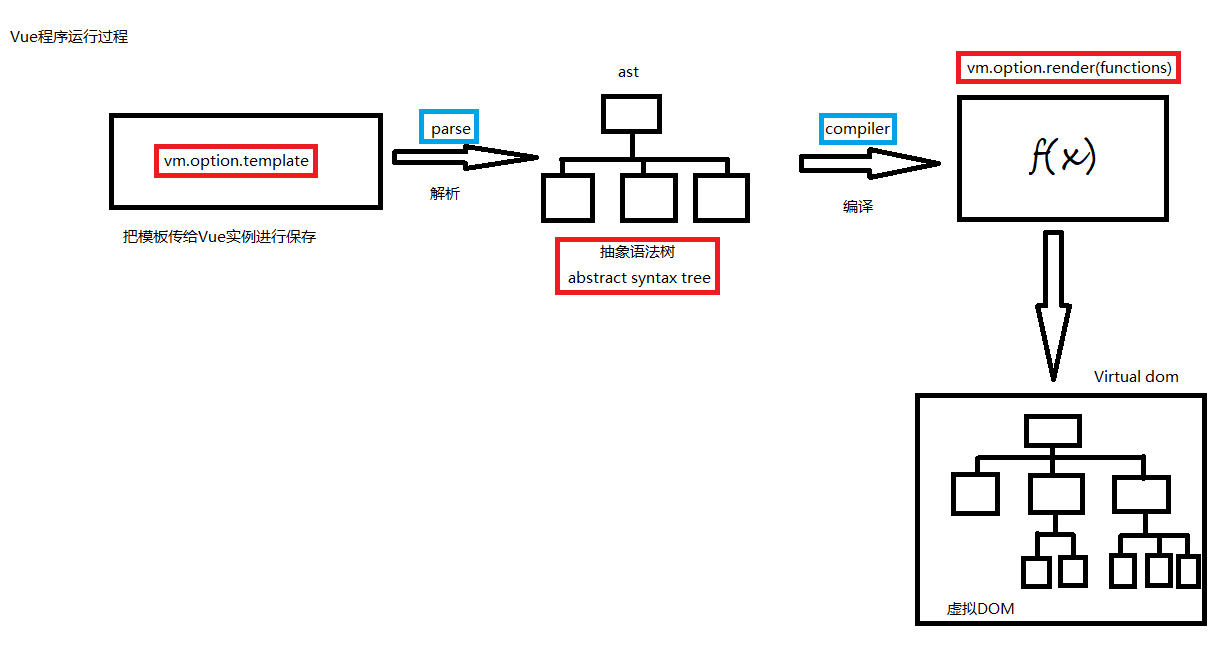 Vue程序运行过程
vm.option.template
把模板传给Vue实例进行保存
parse
解析
ast
抽象语法树
abstract syntax tree
compiler
编译
vm.option.render(functions)
f(x)
Virtual dom
虚拟DOM